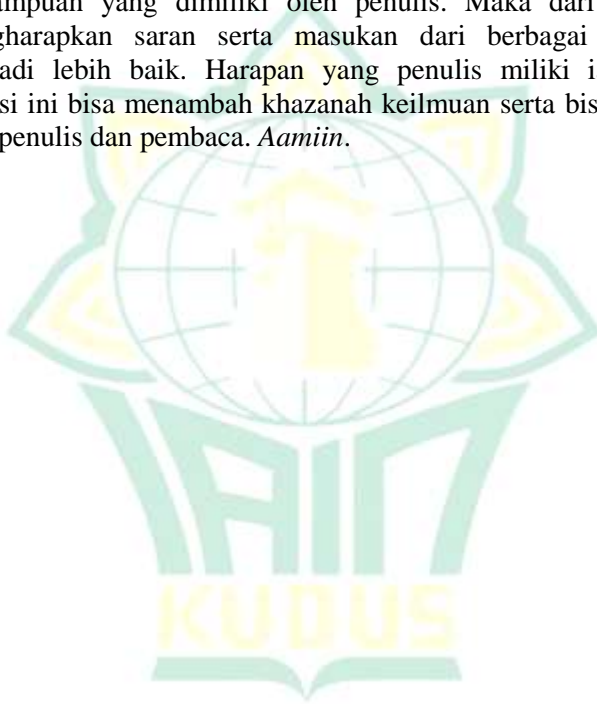 ampuan yang dimiliki oleh penulis. Maka dari
gharapkan saran serta masukan dari berbagai
adi lebih baik. Harapan yang penulis miliki i
si ini bisa menambah khazanah keilmuan serta bis
penulis dan pembaca. Aamiin.
IAIN
KUDUS